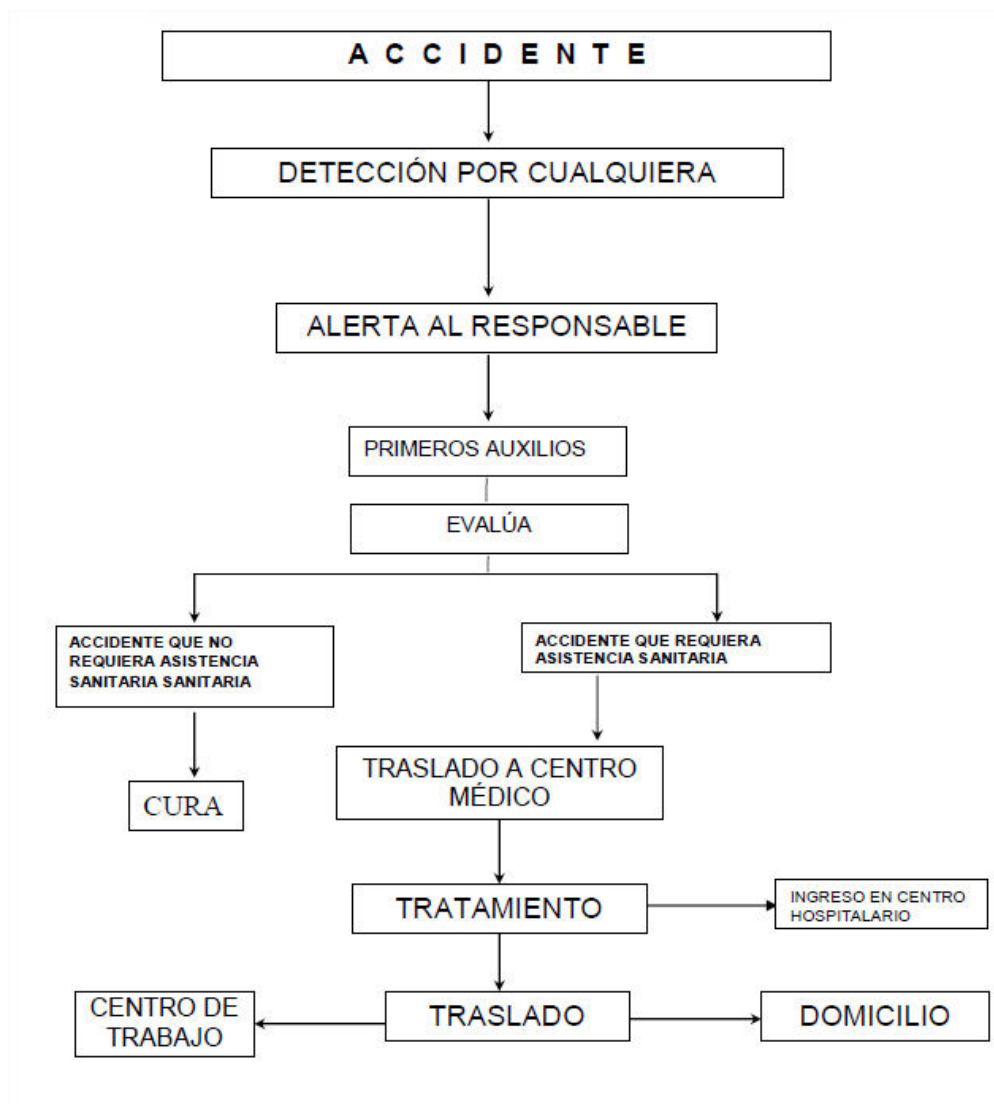 A C C I D E N T E
DETECCIÓN POR CUALQUIERA
ALERTA AL RESPONSABLE
PRIMEROS AUXILIOS
EVALÚA
ACCIDENTE QUE NO
REQUIERA ASISTENCIA
SANITARIA SANITARIA
ACCIDENTE QUE REQUIERA
ASISTENCIA SANITARIA
CURA
TRASLADO A CENTRO
MÉDICO
TRATAMIENTO
INGRESO EN CENTRO
HOSPITALARIO
CENTRO DE
TRABAJO
TRASLADO
DOMICILIO